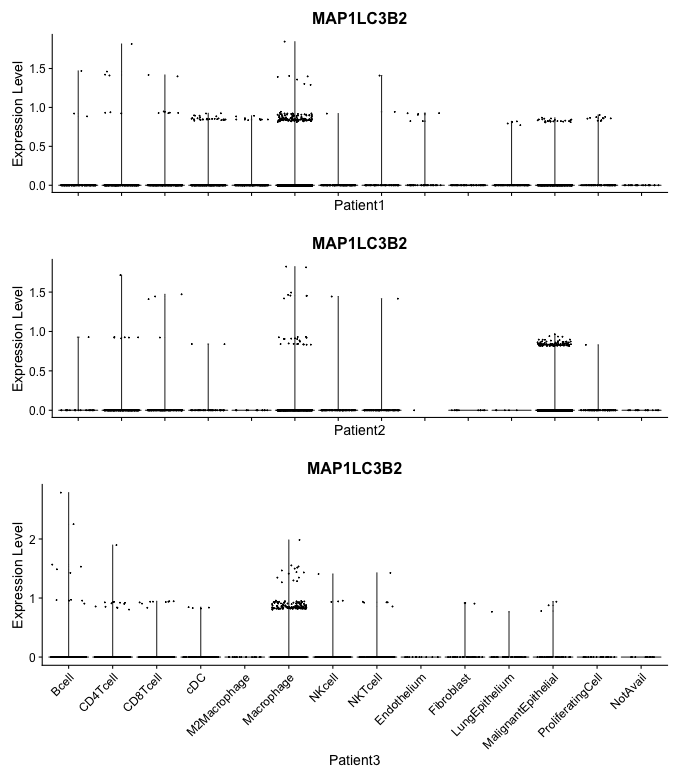 MAP1LC3B2
Expression Level
1.5
1.0
0.5
0.0
Patient1
MAP1LC3B2
Expression Level
1.5
1.0
0.5
0.0
Patient2
MAP1LC3B2
Expression Level
2
1
0
Bcell
CD4Tcell
CD8Tcell
cDC
M2Macrophage
Macrophage
NKcell
NKTcell
Endothelium
Fibroblast
LungEpithelium
MalignantEpithelial
ProliferatingCell
NotAvail
Patient3